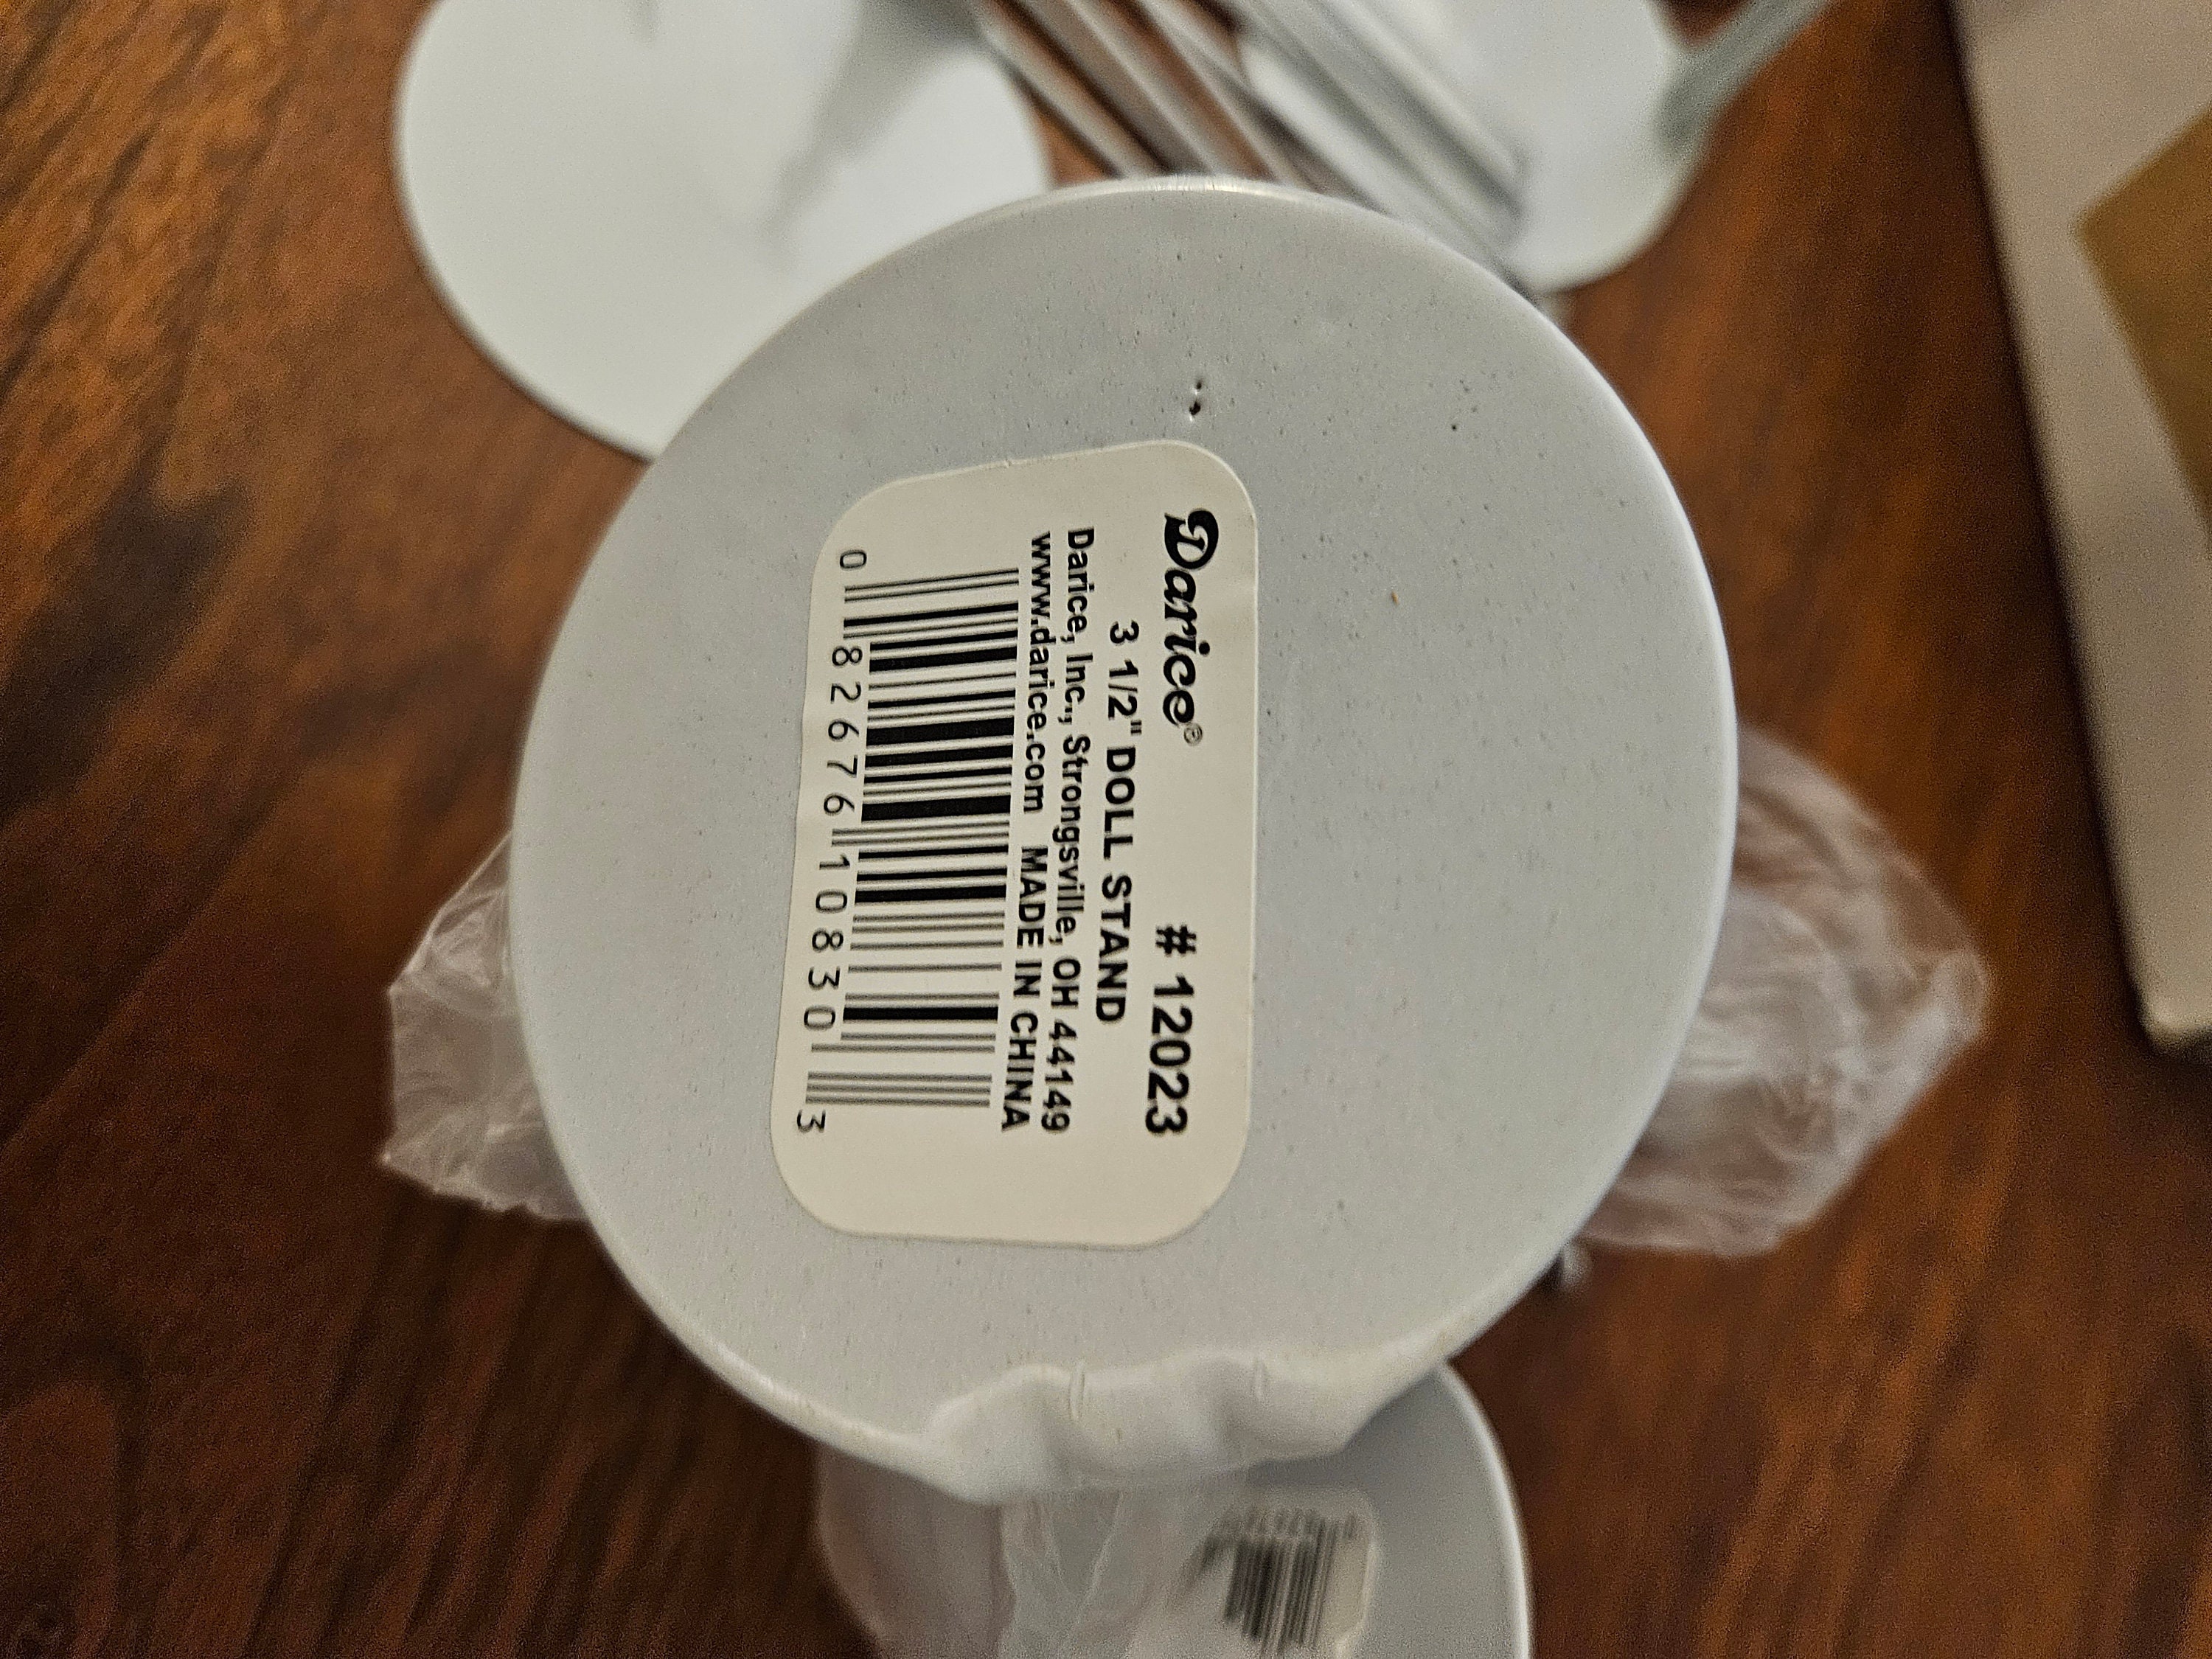 Darice® # 12023
3 1/2" DOLL STAND
Darice, Inc., Strongsville, OH 44149
www.darice.com MADE IN CHINA
0 82676 10830 3